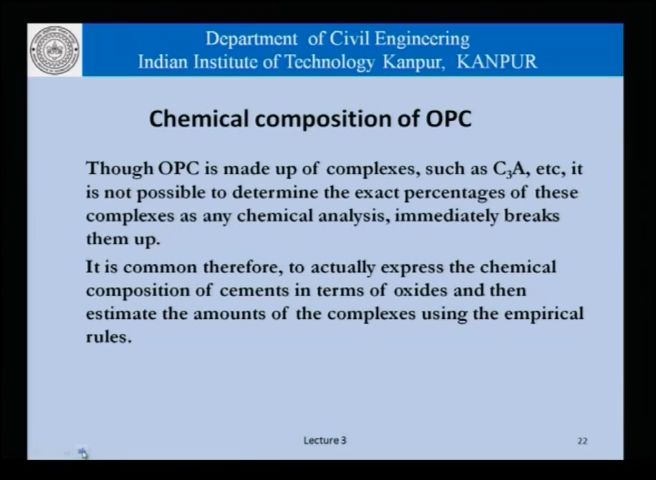 Department of Civil Engineering
Indian Institute of Technology Kanpur, KANPUR
Chemical composition of OPC
Though OPC is made up of complexes, such as C₃A, etc, it
is not possible to determine the exact percentages of these
complexes as any chemical analysis, immediately breaks
them up.
It is common therefore, to actually express the chemical
composition of cements in terms of oxides and then
estimate the amounts of the complexes using the empirical
rules.
Lecture 3
22